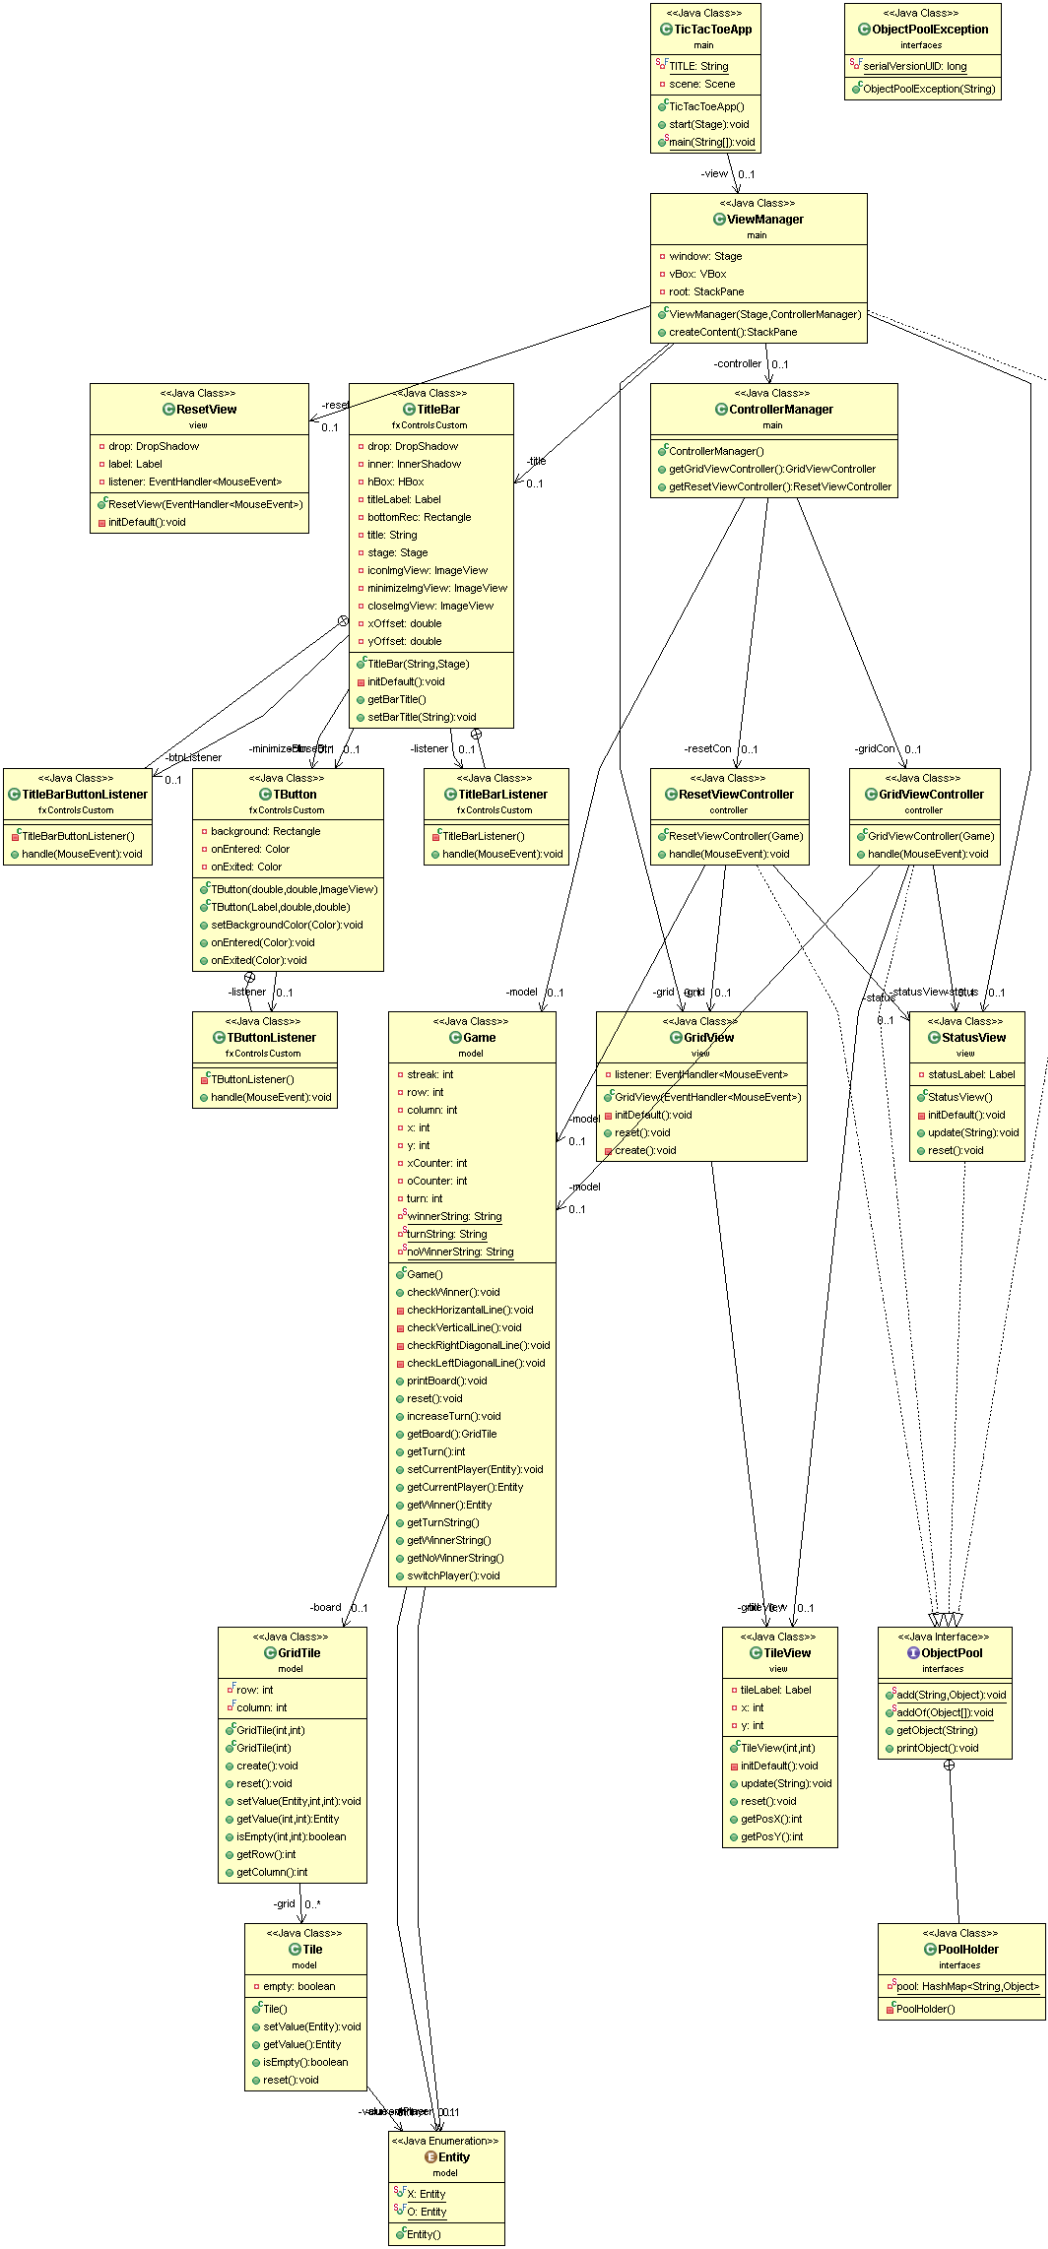 <<Java Class>>
TicTacToeApp
main
TITLE: String
scene: Scene
TicTacToeApp()
start(Stage):void
main(String[]):void
<<Java Class>>
ObjectPoolException
interfaces
serialVersionUID: long
ObjectPoolException(String)
-view 0..1
<<Java Class>>
ViewManager
main
window: Stage
vBox: VBox
root: StackPane
ViewManager(Stage,ControllerManager)
createContent():StackPane
-controller 0..1
-reset
0..1
-title
0..1
<<Java Class>>
ResetView
view
drop: DropShadow
label: Label
listener: EventHandler<MouseEvent>
ResetView(EventHandler<MouseEvent>)
initDefault():void
<<Java Class>>
TitleBar
fxControlsCustom
drop: DropShadow
inner: InnerShadow
hBox: HBox
titleLabel: Label
bottomRec: Rectangle
title: String
stage: Stage
iconImgView: ImageView
minimizeImgView: ImageView
closeImgView: ImageView
xOffset: double
yOffset: double
TitleBar(String,Stage)
initDefault():void
getBarTitle()
setBarTitle(String):void
<<Java Class>>
ControllerManager
main
ControllerManager()
getGridViewController():GridViewController
getResetViewController():ResetViewController
-btnListener
0..1
0..1
-listener 0..1
-resetCon 0..1
-gridCon 0..1
<<Java Class>>
TitleBarButtonListener
fxControlsCustom
TitleBarButtonListener()
handle(MouseEvent):void
<<Java Class>>
TButton
fxControlsCustom
background: Rectangle
onEntered: Color
onExited: Color
TButton(double,double,ImageView)
TButton(Label,double,double)
setBackgroundColor(Color):void
onEntered(Color):void
onExited(Color):void
<<Java Class>>
TitleBarListener
fxControlsCustom
TitleBarListener()
handle(MouseEvent):void
<<Java Class>>
ResetViewController
controller
ResetViewController(Game)
handle(MouseEvent):void
<<Java Class>>
GridViewController
controller
GridViewController(Game)
handle(MouseEvent):void
-listener 0..1
-model 0..1
-grid
-grid 0..1
-statusView
-status
0..1
-status
0..1
<<Java Class>>
TButtonListener
fxControlsCustom
TButtonListener()
handle(MouseEvent):void
<<Java Class>>
Game
model
streak: int
row: int
column: int
x: int
y: int
xCounter: int
oCounter: int
turn: int
winnerString: String
turnString: String
noWinnerString: String
Game()
checkWinner():void
checkHorizantalLine():void
checkVerticalLine():void
checkRightDiagonalLine():void
checkLeftDiagonalLine():void
printBoard():void
reset():void
increaseTurn():void
getBoard():GridTile
getTurn():int
setCurrentPlayer(Entity):void
getCurrentPlayer():Entity
getWinner():Entity
getTurnString()
getWinnerString()
getNoWinnerString()
switchPlayer():void
<<Java Class>>
GridView
view
listener: EventHandler<MouseEvent>
GridView(EventHandler<MouseEvent>)
initDefault():void
reset():void
create():void
<<Java Class>>
StatusView
view
statusLabel: Label
StatusView()
initDefault():void
update(String):void
reset():void
-model
0..1
-model
0..1
-board 0..1
0..1
<<Java Class>>
GridTile
model
row: int
column: int
GridTile(int,int)
GridTile(int)
create():void
reset():void
setValue(Entity,int,int):void
getValue(int,int):Entity
isEmpty(int,int):boolean
getRow():int
getColumn():int
<<Java Class>>
TileView
view
tileLabel: Label
x: int
y: int
TileView(int,int)
initDefault():void
update(String):void
reset():void
getPosX():int
getPosY():int
<<Java Interface>>
ObjectPool
interfaces
add(String,Object):void
addOf(Object[]):void
getObject(String)
printObject():void
-grid 0..*
<<Java Class>>
Tile
model
empty: boolean
Tile()
setValue(Entity):void
getValue():Entity
isEmpty():boolean
reset():void
<<Java Class>>
PoolHolder
interfaces
pool: HashMap<String,Object>
PoolHolder()
<<Java Enumeration>>
Entity
model
X: Entity
O: Entity
Entity()